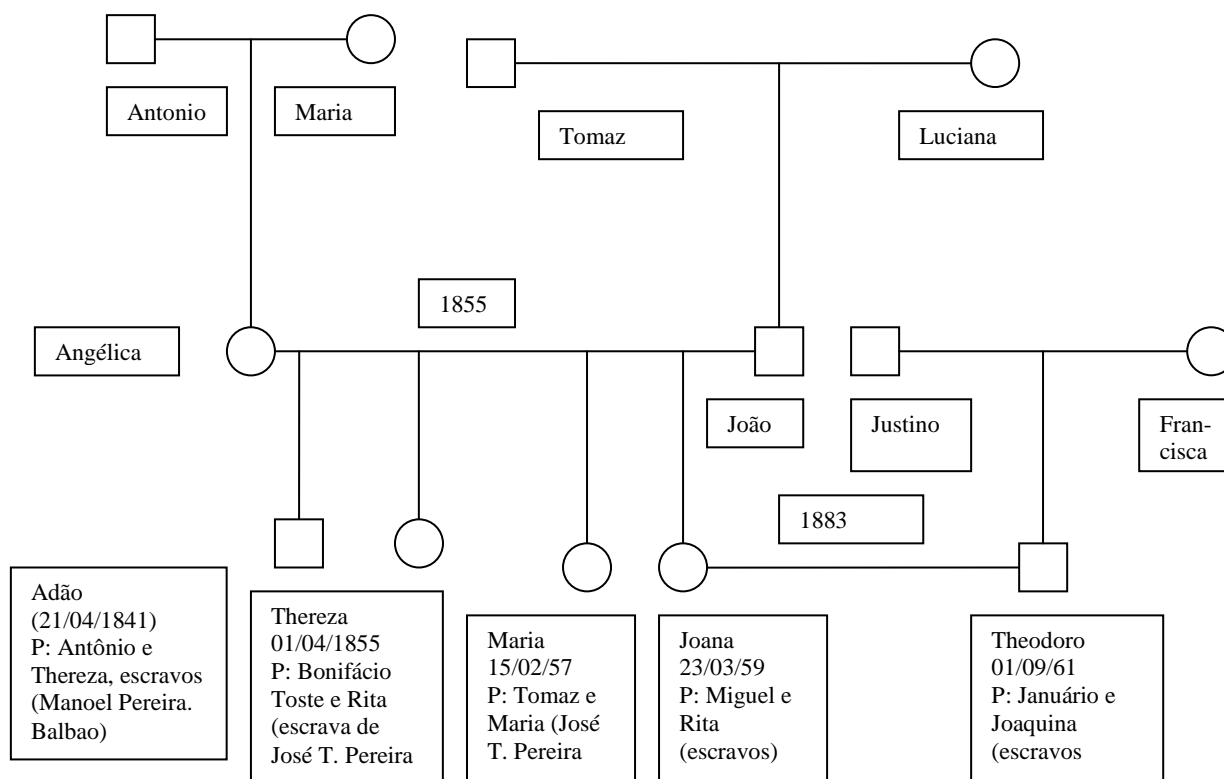 Antonio
Maria
Tomaz
Luciana
1855
Angélica
João
Justino
Fran-
cisca
1883
Adão
(21/04/1841)
P: Antônio e
Thereza, escravos
(Manoel Pereira.
Balbao)
Thereza
01/04/1855
P: Bonifácio
Toste e Rita
(escrava de
José T. Pereira
Maria
15/02/57
P: Tomaz e
Maria (José
T. Pereira
Joana
23/03/59
P: Miguel e
Rita
(escravos)
Theodoro
01/09/61
P: Januário e
Joaquina
(escravos